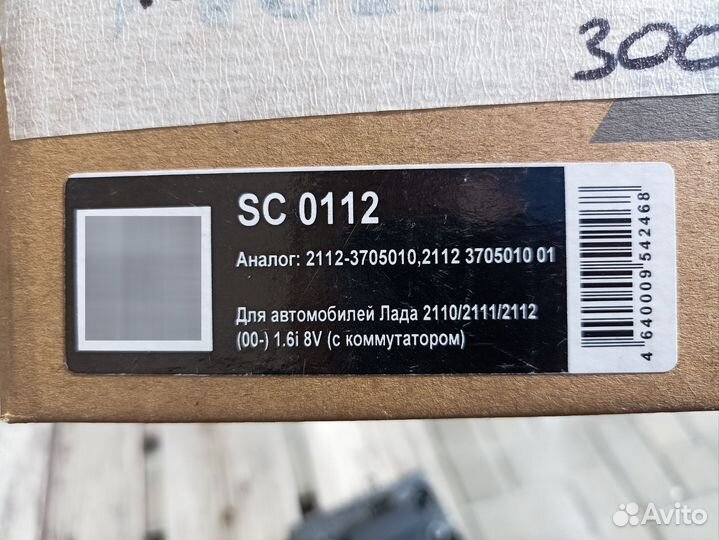 300
SC 0112
Аналог: 2112-3705010,2112 3705010 01
Для автомобилей Лада 2110/2111/2112
(00-) 1.6i 8V (с коммутатором)
4 640009 542468
Avito